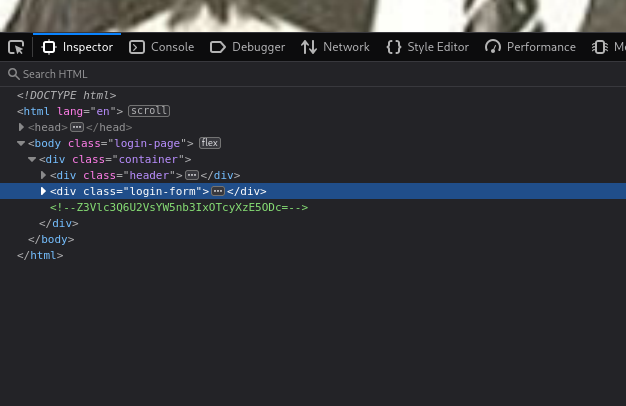 Inspector Console Debugger Network Style Editor Performance
Search HTML
<!DOCTYPE html>
<html lang="en"> scroll
<head> ••• </head>
<body class="login-page"> flex
<div class="container">
<div class="header"> ••• </div>
<div class="login-form"> ••• </div>
<!--Z3Vlc3Q6U2VsYW5nb3IxOTcyXzE5ODc=-->
</div>
</body>
</html>